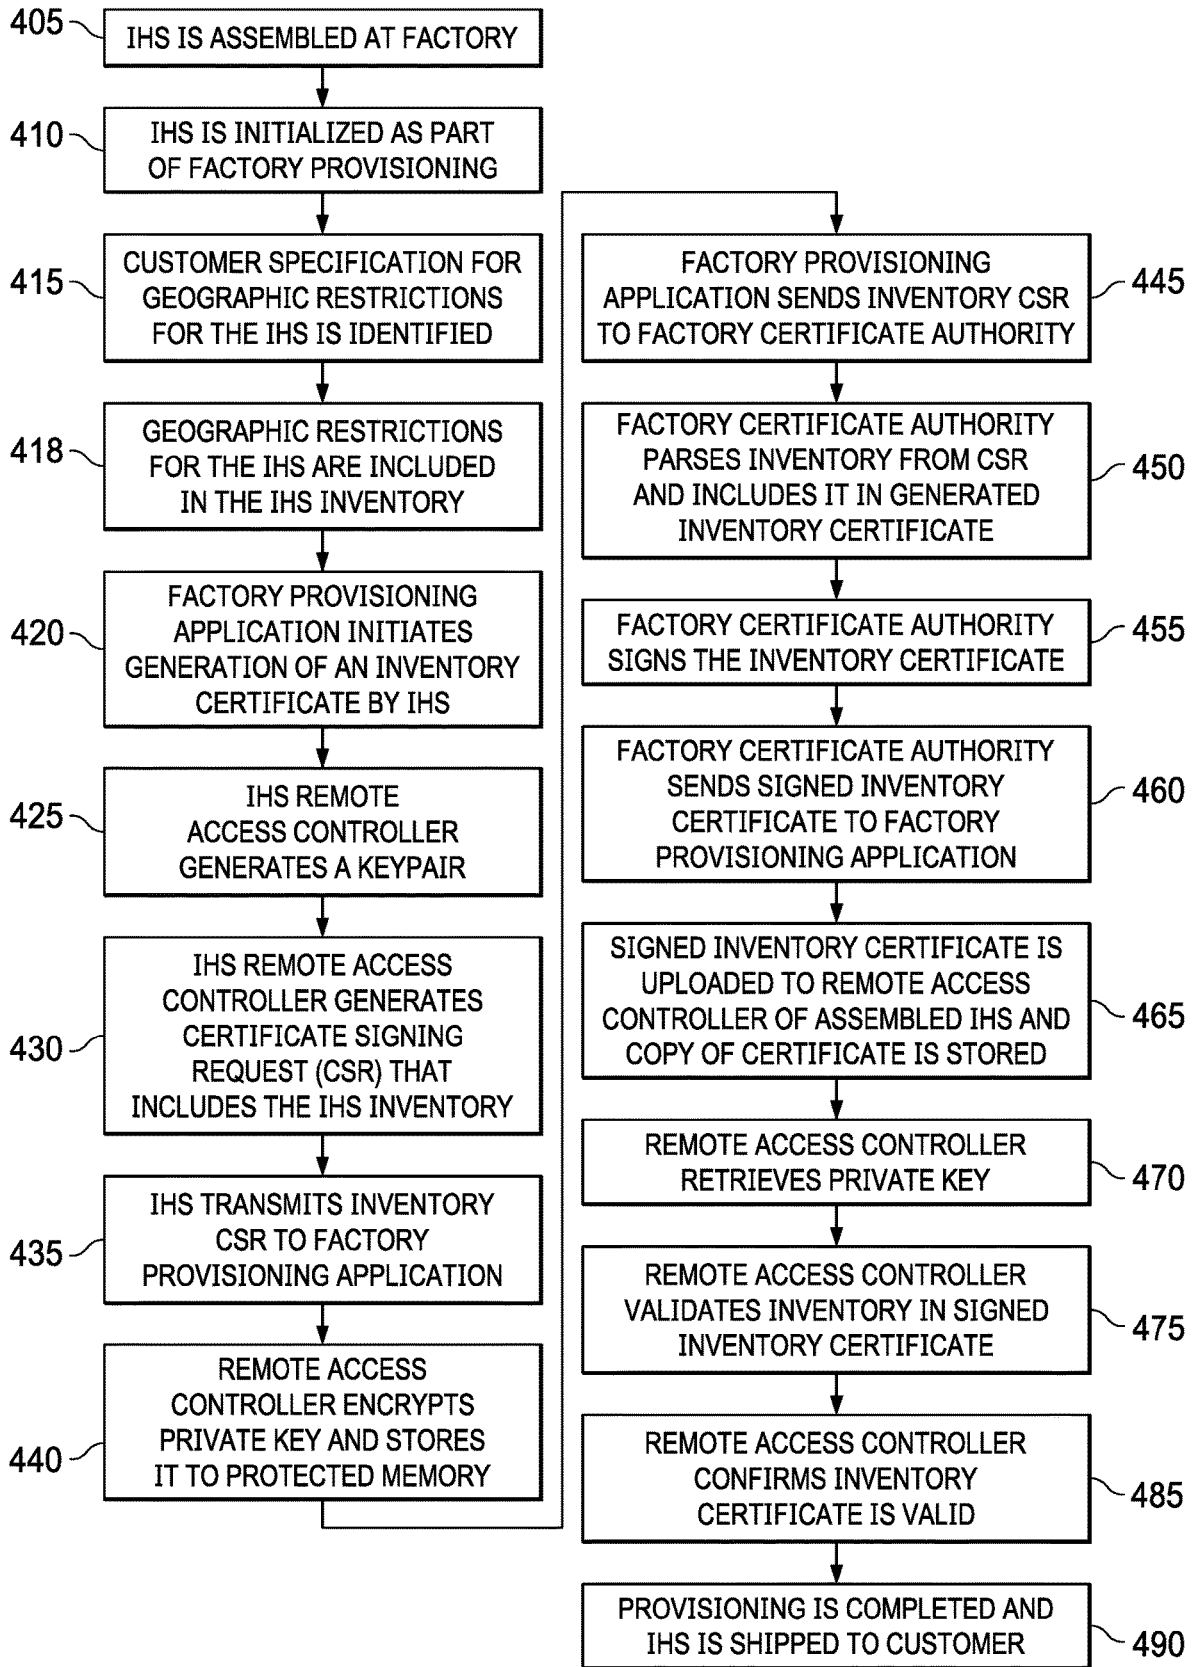 405
IHS IS ASSEMBLED AT FACTORY
410
IHS IS INITIALIZED AS PART
OF FACTORY PROVISIONING
415
CUSTOMER SPECIFICATION FOR
GEOGRAPHIC RESTRICTIONS
FOR THE IHS IS IDENTIFIED
418
GEOGRAPHIC RESTRICTIONS
FOR THE IHS ARE INCLUDED
IN THE IHS INVENTORY
420
FACTORY PROVISIONING
APPLICATION INITIATES
GENERATION OF AN INVENTORY
CERTIFICATE BY IHS
425
IHS REMOTE
ACCESS CONTROLLER
GENERATES A KEYPAIR
430
IHS REMOTE ACCESS
CONTROLLER GENERATES
CERTIFICATE SIGNING
REQUEST (CSR) THAT
INCLUDES THE IHS INVENTORY
435
IHS TRANSMITS INVENTORY
CSR TO FACTORY
PROVISIONING APPLICATION
440
REMOTE ACCESS
CONTROLLER ENCRYPTS
PRIVATE KEY AND STORES
IT TO PROTECTED MEMORY
FACTORY PROVISIONING
APPLICATION SENDS INVENTORY CSR
TO FACTORY CERTIFICATE AUTHORITY
445
FACTORY CERTIFICATE AUTHORITY
PARSES INVENTORY FROM CSR
AND INCLUDES IT IN GENERATED
INVENTORY CERTIFICATE
450
FACTORY CERTIFICATE AUTHORITY
SIGNS THE INVENTORY CERTIFICATE
455
FACTORY CERTIFICATE AUTHORITY
SENDS SIGNED INVENTORY
CERTIFICATE TO FACTORY
PROVISIONING APPLICATION
460
SIGNED INVENTORY CERTIFICATE IS
UPLOADED TO REMOTE ACCESS
CONTROLLER OF ASSEMBLED IHS AND
COPY OF CERTIFICATE IS STORED
465
REMOTE ACCESS CONTROLLER
RETRIEVES PRIVATE KEY
470
REMOTE ACCESS CONTROLLER
VALIDATES INVENTORY IN SIGNED
INVENTORY CERTIFICATE
475
REMOTE ACCESS CONTROLLER
CONFIRMS INVENTORY
CERTIFICATE IS VALID
485
PROVISIONING IS COMPLETED AND
IHS IS SHIPPED TO CUSTOMER
490